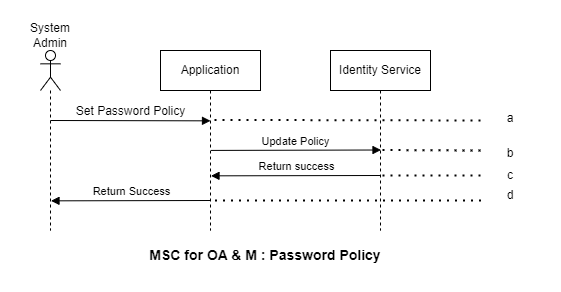 System
Admin
Application
Identity Service
Set Password Policy
a
Update Policy
b
Return success
c
Return Success
d
MSC for OA & M : Password Policy